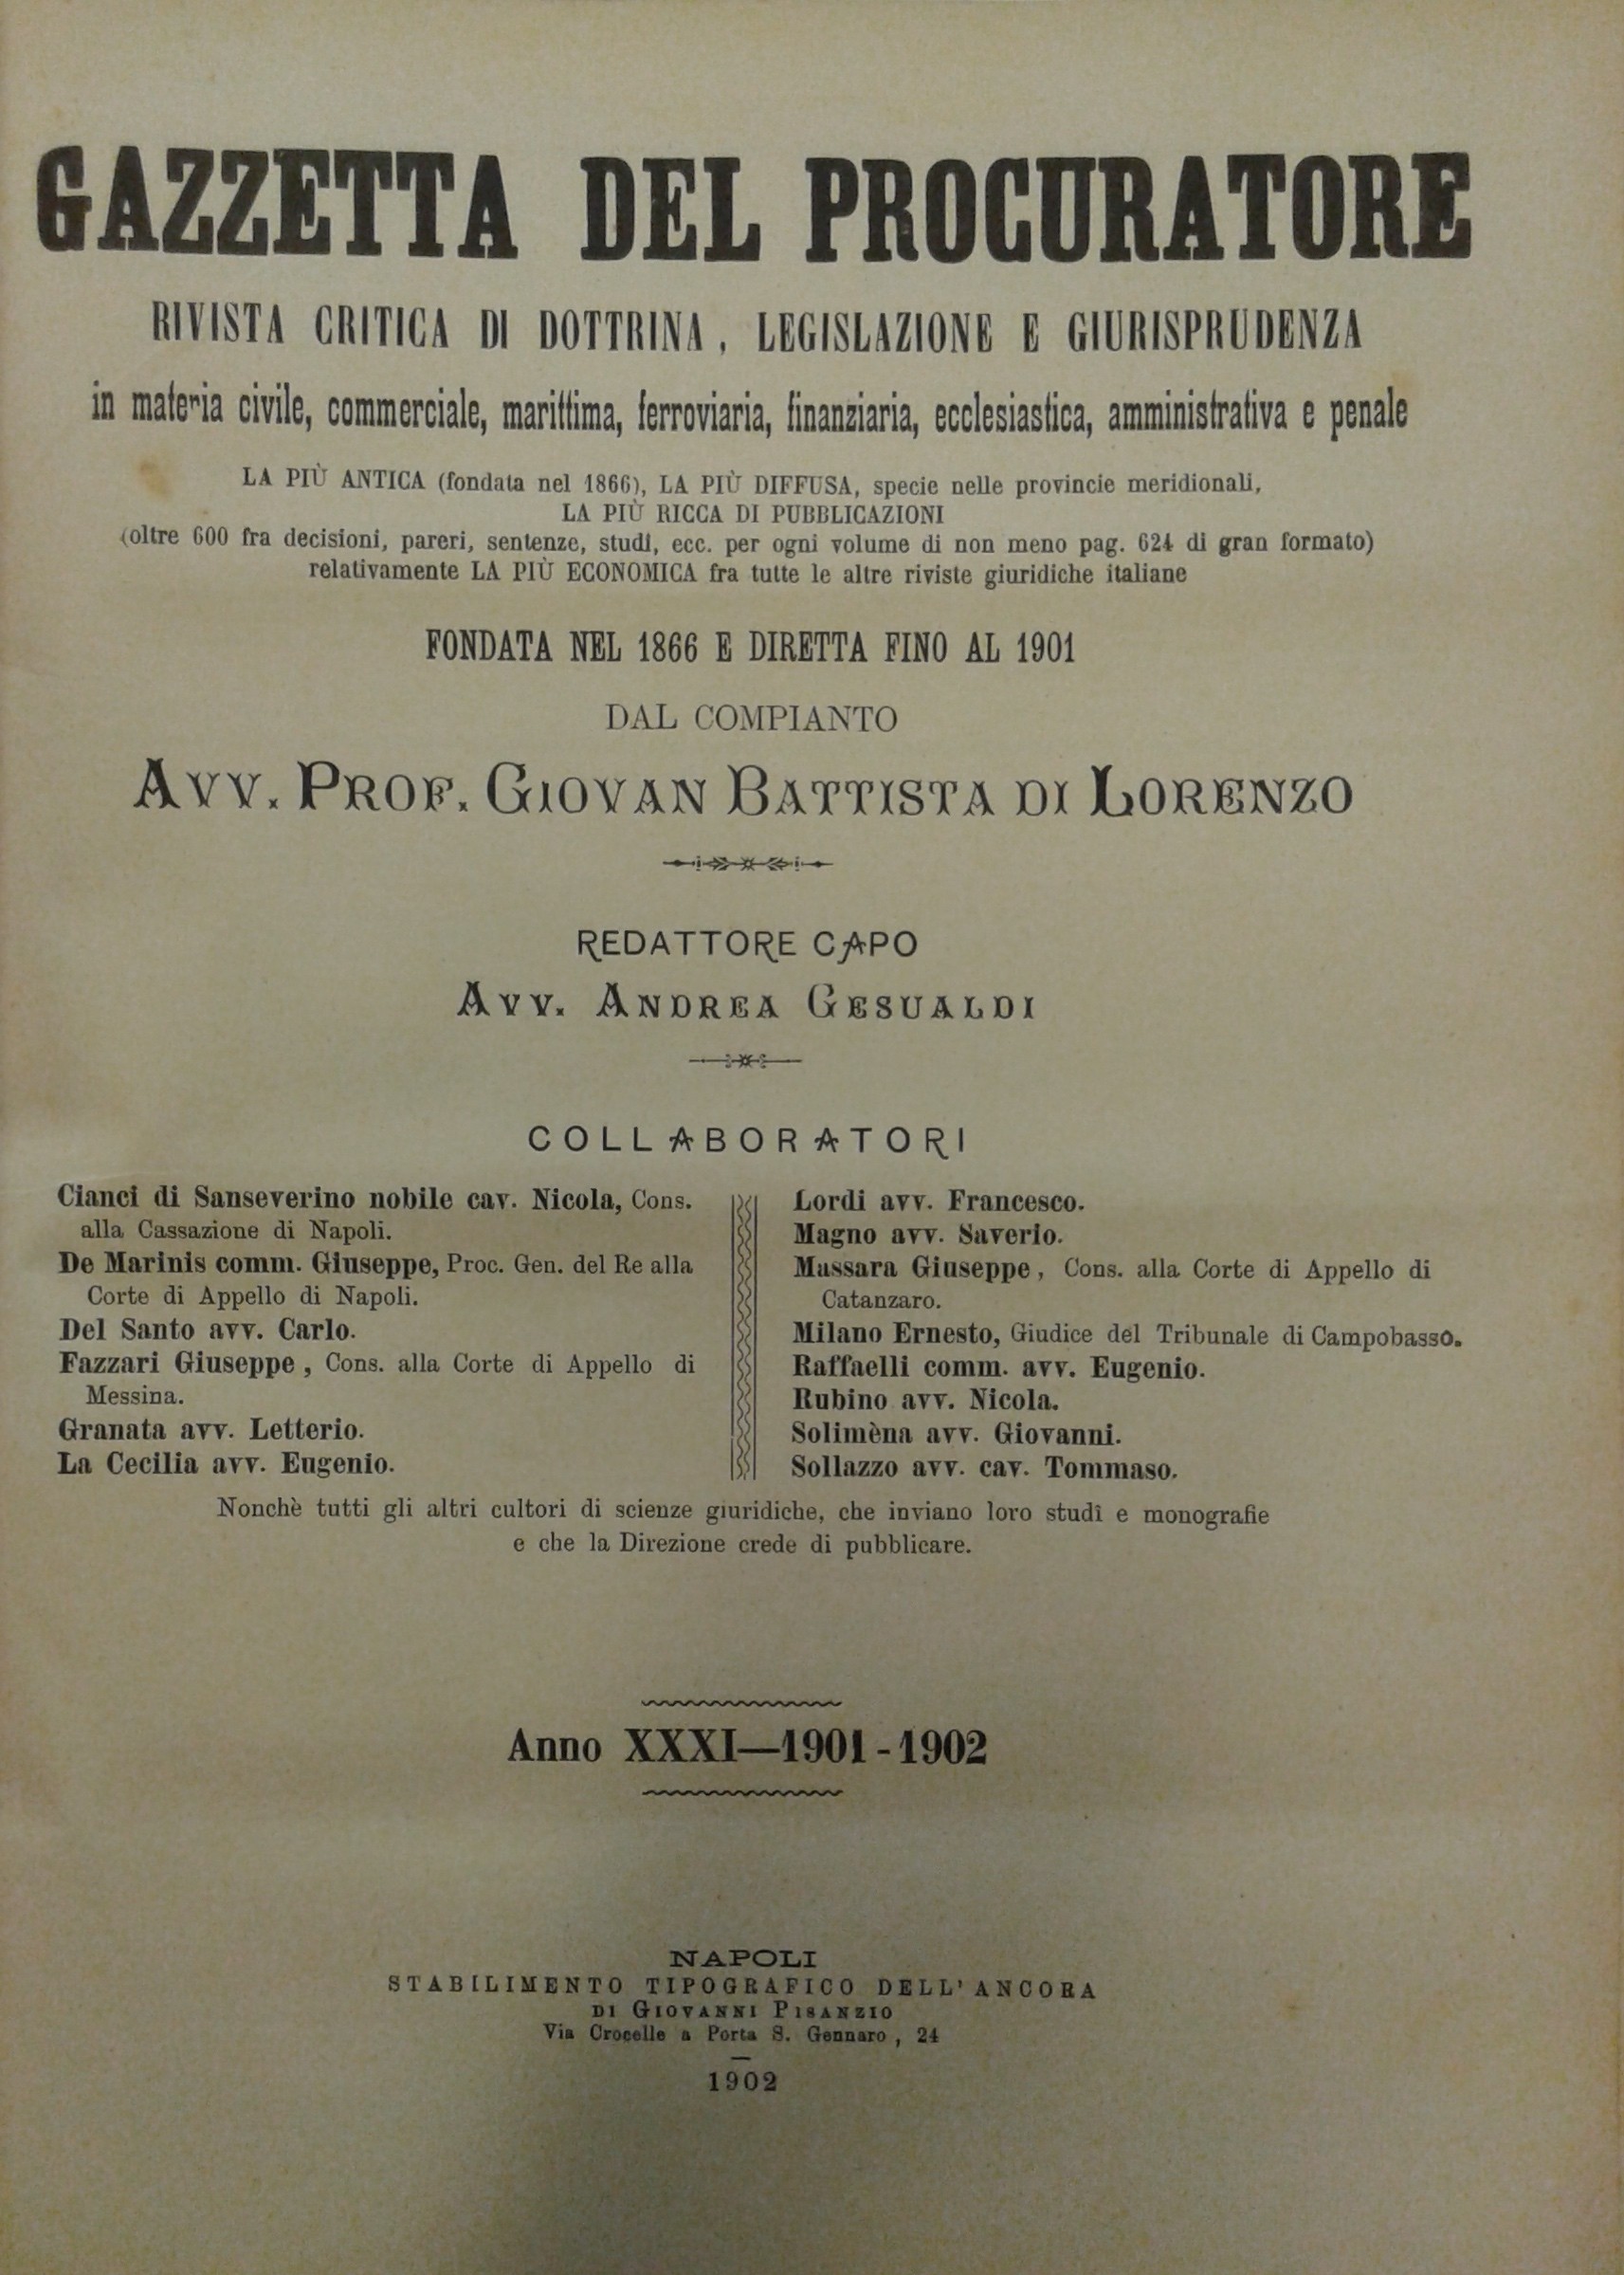 GAZZETTA DEL PROCURATORE
RIVISTA CRITICA DI DOTTRINA, LEGISLAZIONE E GIURISPRUDENZA
in materia civile, commerciale, marittima, ferroviaria, finanziaria, ecclesiastica, amministrativa e penale
LA PIÙ ANTICA (fondata nel 1866), LA PIÙ DIFFUSA, specie nelle provincie meridionali,
LA PIÙ RICCA DI PUBBLICAZIONI
(oltre 600 fra decisioni, pareri, sentenze, studi, ecc. per ogni volume di non meno pag. 624 di gran formato)
relativamente LA PIÙ ECONOMICA fra tutte le altre riviste giuridiche italiane
FONDATA NEL 1866 E DIRETTA FINO AL 1901
DAL COMPIANTO
AVV. PROF. GIOVAN BATTISTA DI LORENZO
REDATTORE CAPO
AVV. ANDREA GESUALDI
COLLABORATORI
Cianci di Sanseverino nobile cav. Nicola, Cons.
alla Cassazione di Napoli.
De Marinis comm. Giuseppe, Proc. Gen. del Re alla
Corte di Appello di Napoli.
Del Santo avv. Carlo.
Fazzari Giuseppe, Cons. alla Corte di Appello di
Messina.
Granata avv. Letterio.
La Cecilia avv. Eugenio.
Lordi avv. Francesco.
Magno avv. Saverio.
Massara Giuseppe, Cons. alla Corte di Appello di
Catanzaro.
Milano Ernesto, Giudice del Tribunale di Campobasso.
Raffaelli comm. avv. Eugenio.
Rubino avv. Nicola.
Solimèna avv. Giovanni.
Sollazzo avv. cav. Tommaso.
Nonchè tutti gli altri cultori di scienze giuridiche, che inviano loro studî e monografie
e che la Direzione crede di pubblicare.
Anno XXXI—1901-1902
NAPOLI
STABILIMENTO TIPOGRAFICO DELL'ANCORA
DI GIOVANNI PISANZIO
Via Crocelle a Porta S. Gennaro, 24
1902